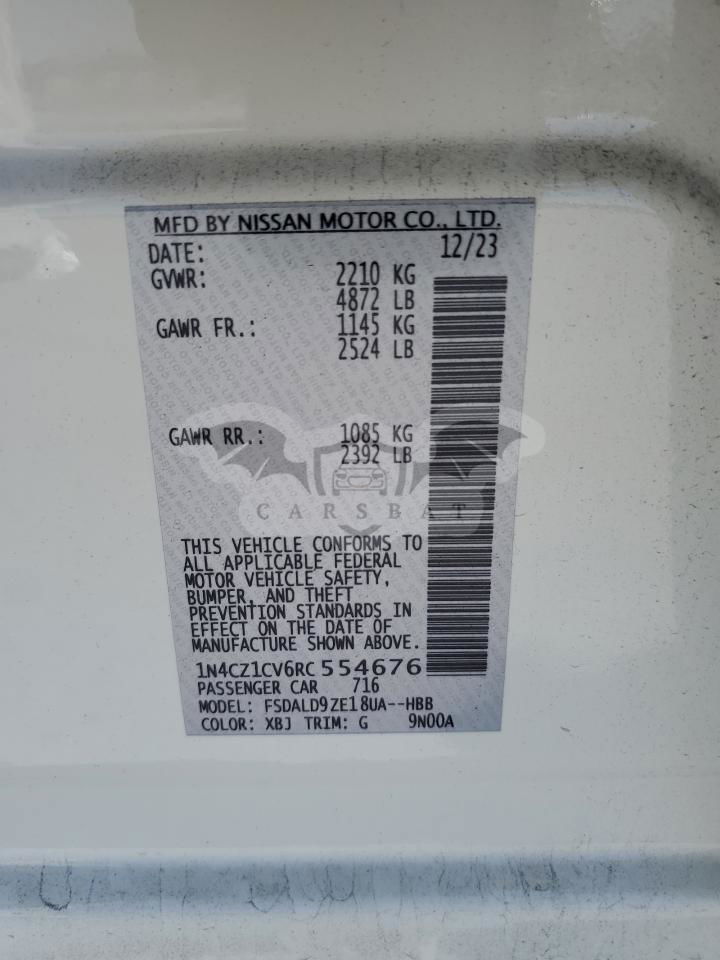 MFD BY NISSAN MOTOR CO., LTD.
DATE: 12/23
GVWR: 2210 KG
4872 LB
GAWR FR.: 1145 KG
2524 LB
GAWR RR.: 1085 KG
2392 LB
CARSBAT
THIS VEHICLE CONFORMS TO
ALL APPLICABLE FEDERAL
MOTOR VEHICLE SAFETY,
BUMPER, AND THEFT
PREVENTION STANDARDS IN
EFFECT ON THE DATE OF
MANUFACTURE SHOWN ABOVE.
1N4CZ1CV6RC554676
PASSENGER CAR 716
MODEL: FSDALD9ZE18UA--HBB
COLOR: XBJ TRIM: G 9N00A